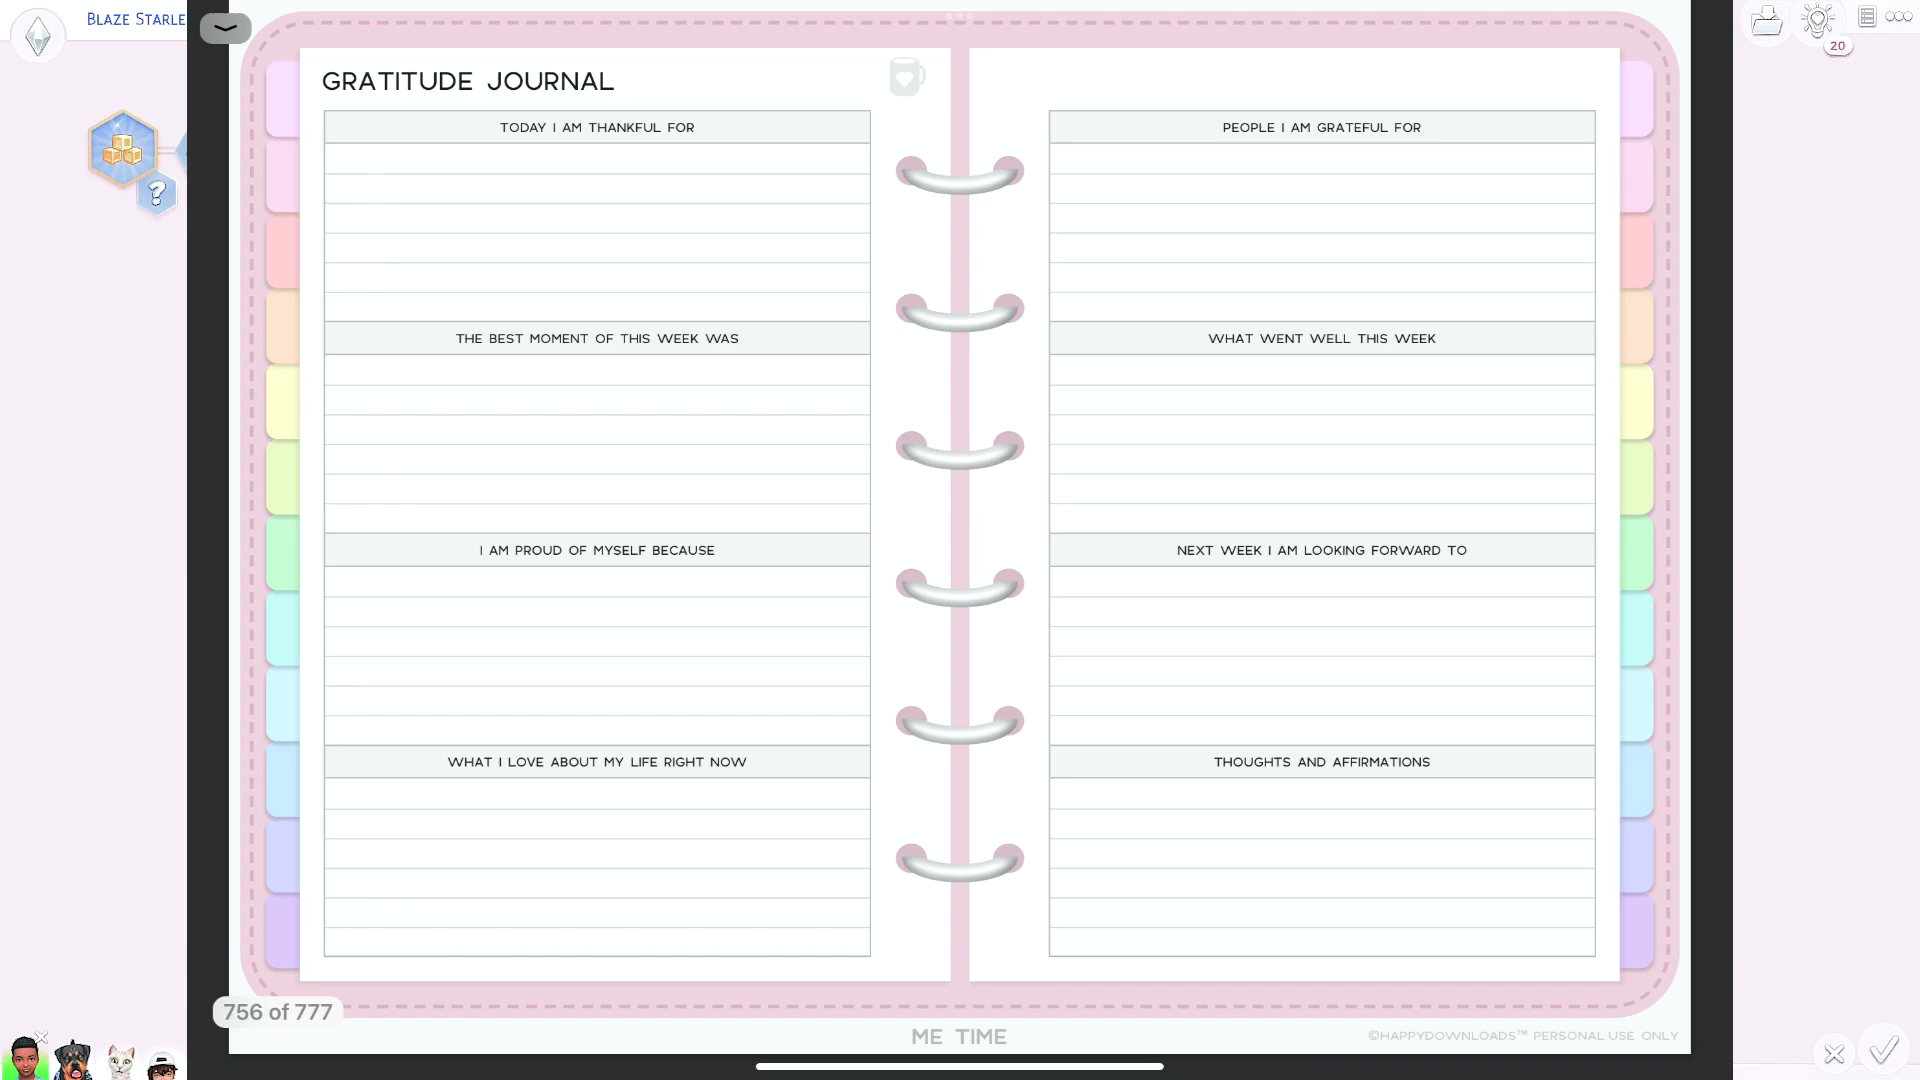 BLAZE STARLE
20
GRATITUDE JOURNAL
TODAY I AM THANKFUL FOR
THE BEST MOMENT OF THIS WEEK WAS
I AM PROUD OF MYSELF BECAUSE
WHAT I LOVE ABOUT MY LIFE RIGHT NOW
PEOPLE I AM GRATEFUL FOR
WHAT WENT WELL THIS WEEK
NEXT WEEK I AM LOOKING FORWARD TO
THOUGHTS AND AFFIRMATIONS
?
756 of 777
ME TIME
©HAPPYDOWNLOADS™ PERSONAL USE ONLY